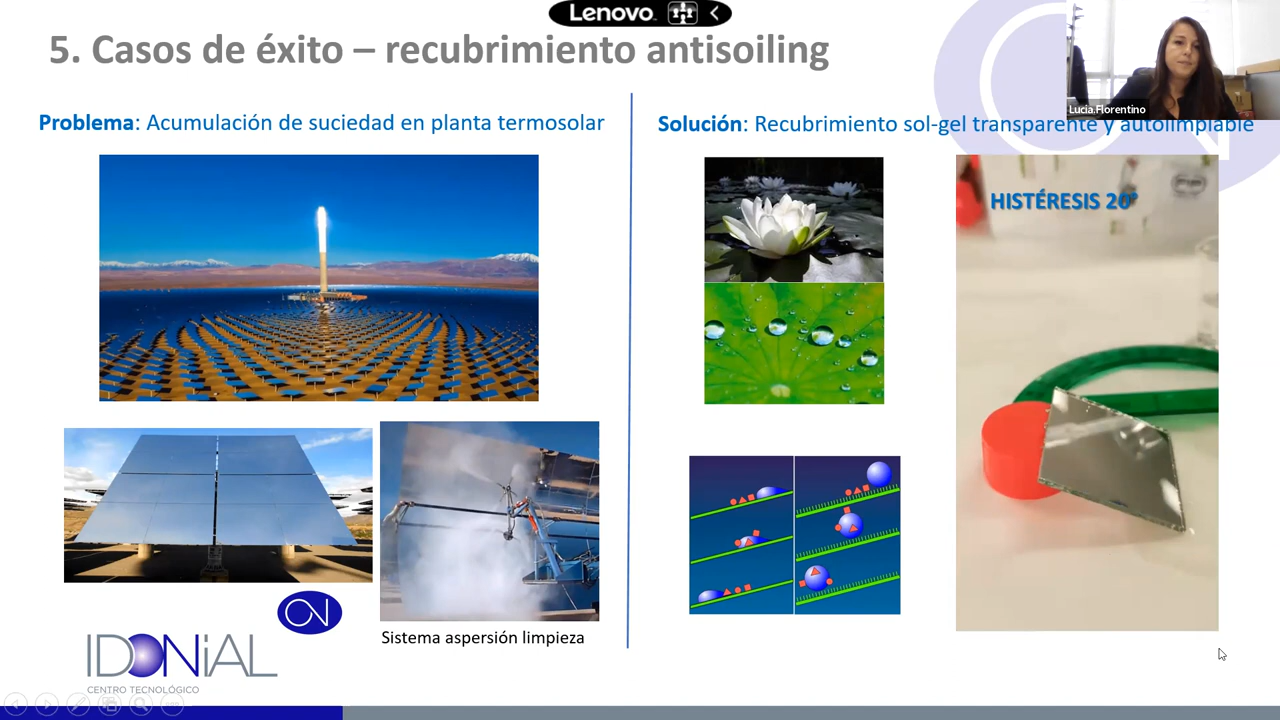 Lenovo
5. Casos de éxito – recubrimiento antisoiling
Lucia.Florentino
Problema: Acumulación de suciedad en planta termosolar
Solución: Recubrimiento sol-gel transparente y autolimpiable
HISTÉRESIS 20°
Sistema aspersión limpieza
IDONiAL
CENTRO TECNOLÓGICO